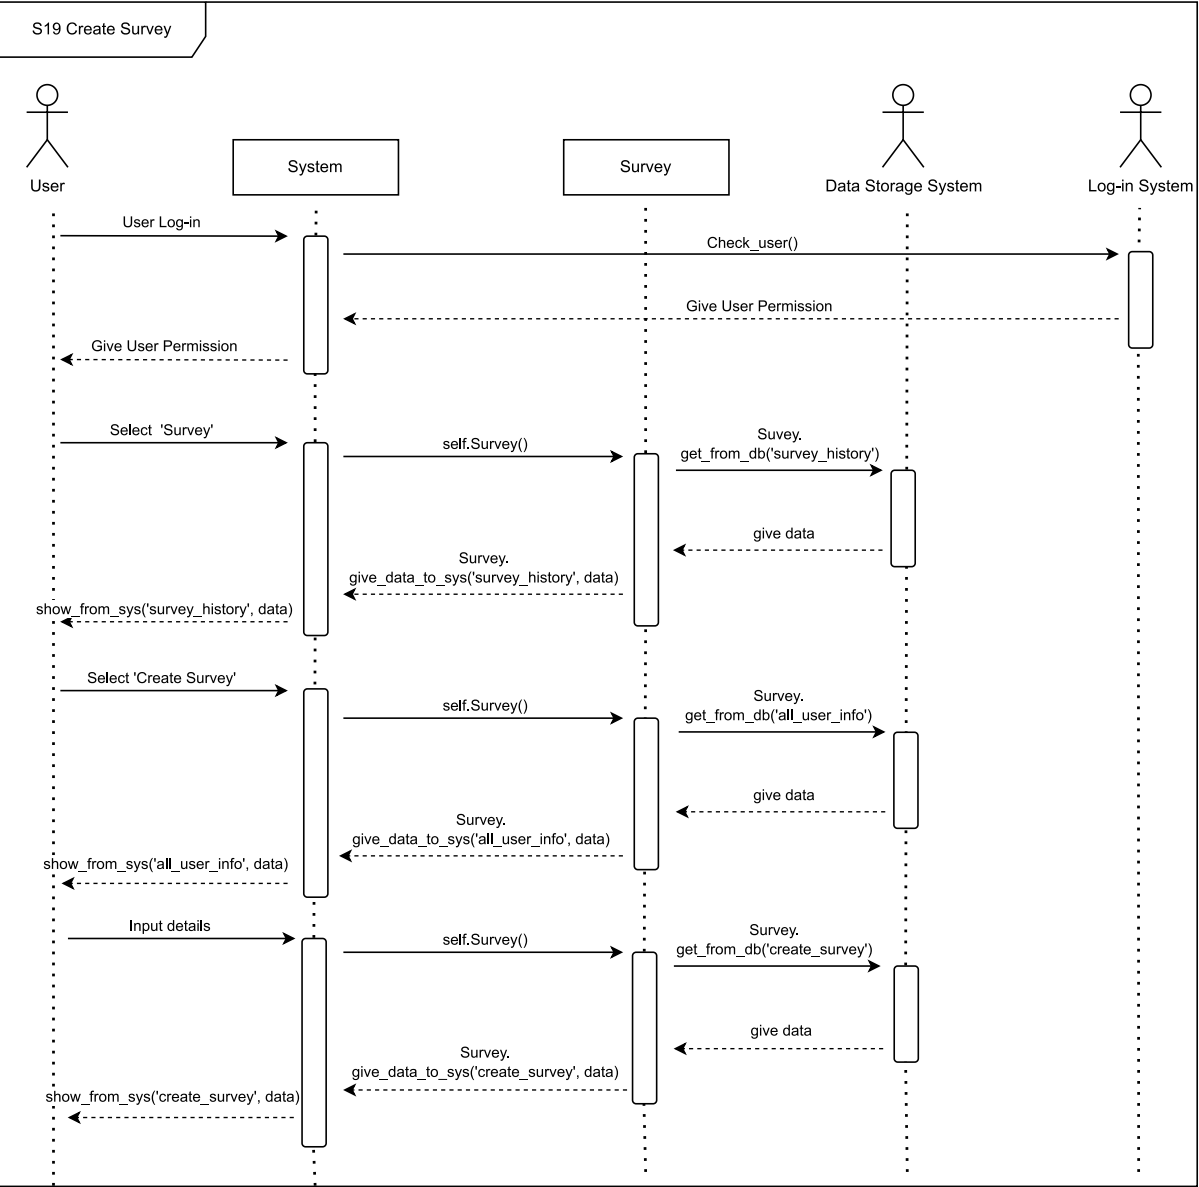 S19 Create Survey
User
System
Survey
Data Storage System
Log-in System
User Log-in
Check_user()
Give User Permission
Give User Permission
Select 'Survey'
self.Survey()
Suvey.
get_from_db('survey_history')
give data
Survey.
give_data_to_sys('survey_history', data)
show_from_sys('survey_history', data)
Select 'Create Survey'
self.Survey()
Survey.
get_from_db('all_user_info')
give data
Survey.
give_data_to_sys('all_user_info', data)
show_from_sys('all_user_info', data)
Input details
self.Survey()
Survey.
get_from_db('create_survey')
give data
Survey.
give_data_to_sys('create_survey', data)
show_from_sys('create_survey', data)